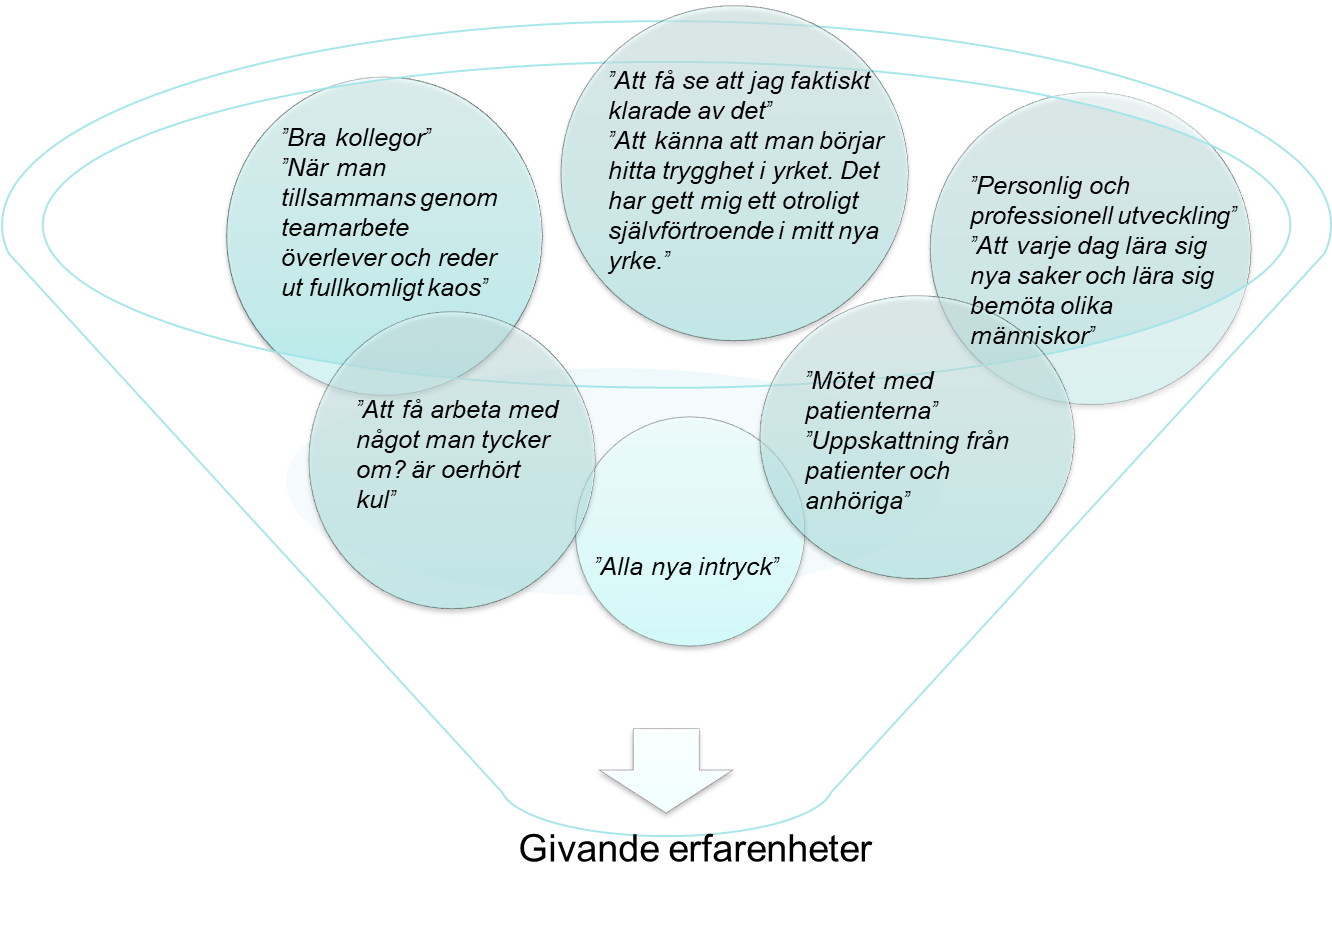 ”Bra kollegor”
”När man
tillsammans genom
teamarbete
överlever och reder
ut fullkomligt kaos”
”Att få se att jag faktiskt
klarade av det”
”Att känna att man börjar
hitta trygghet i yrket. Det
har gett mig ett otroligt
självförtroende i mitt nya
yrke.”
”Personlig och
professionell utveckling”
”Att varje dag lära sig
nya saker och lära sig
bemöta olika
människor”
”Att få arbeta med
något man tycker
om? är oerhört
kul”
”Alla nya intryck”
”Mötet med
patienterna”
”Uppskattning från
patienter och
anhöriga”
Givande erfarenheter